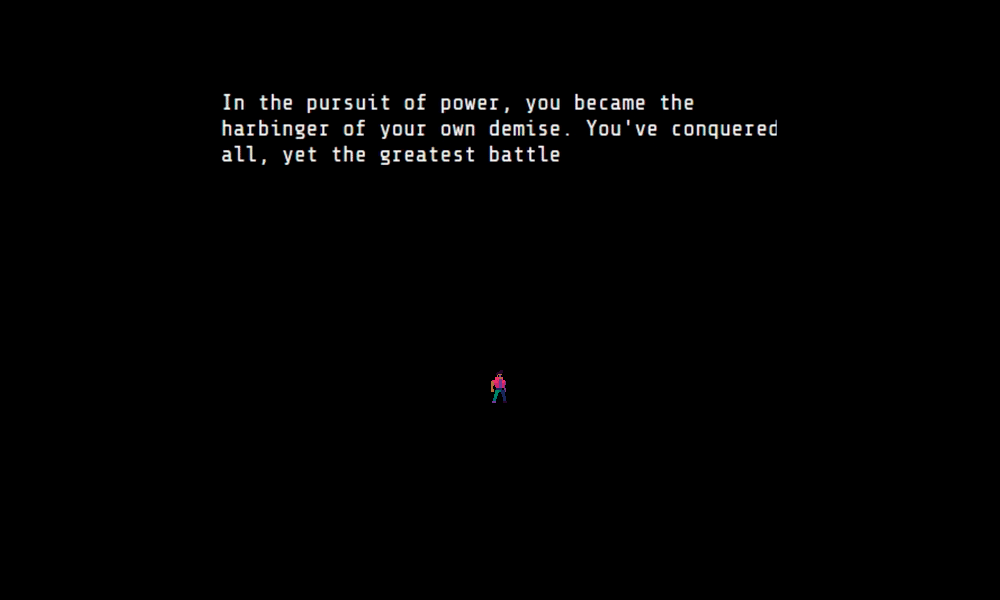 In the pursuit of power, you became the
harbinger of your own demise. You've conquered
all, yet the greatest battle